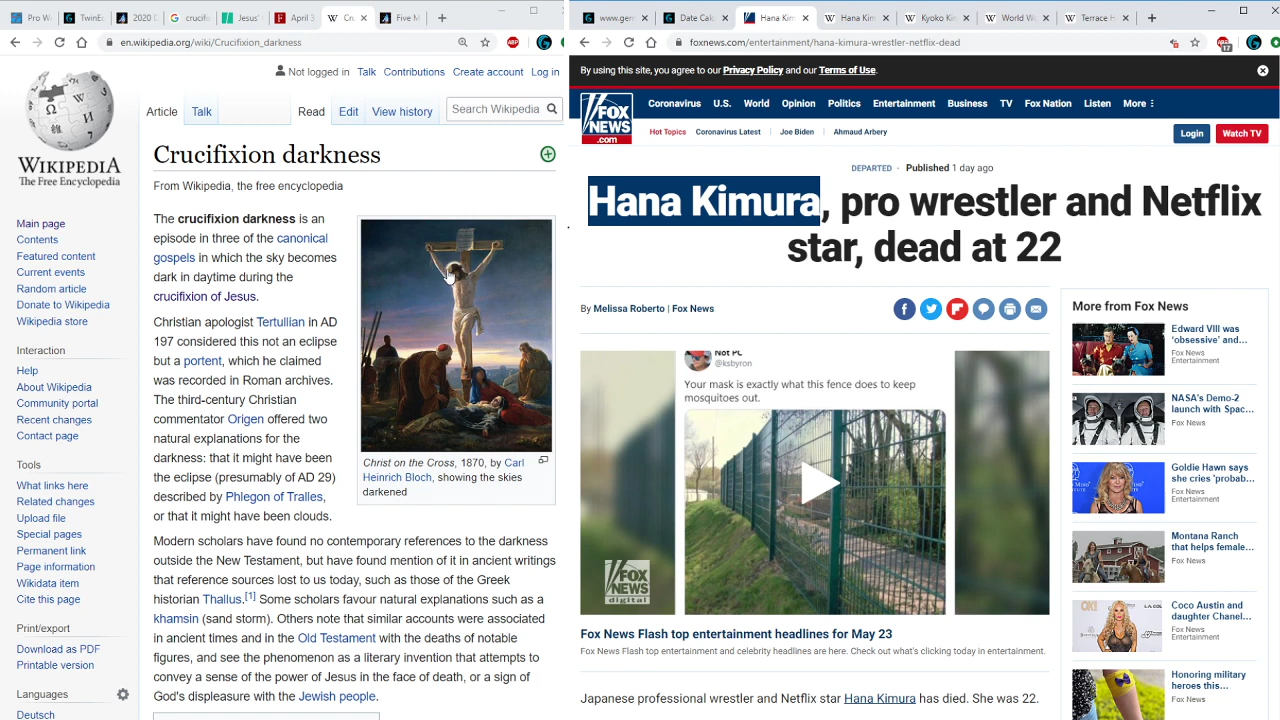 Pro W
TwinE
2020 D
crucif
Jesus'
April 3
Cru
Five M
en.wikipedia.org/wiki/Crucifixion_darkness
Not logged in Talk Contributions Create account Log in
Article Talk Read Edit View history Search Wikipedia
WIKIPEDIA
The Free Encyclopedia
Main page
Contents
Featured content
Current events
Random article
Donate to Wikipedia
Wikipedia store
Interaction
Help
About Wikipedia
Community portal
Recent changes
Contact page
Tools
What links here
Related changes
Upload file
Special pages
Permanent link
Page information
Wikidata item
Cite this page
Print/export
Download as PDF
Printable version
Languages
Deutsch
Crucifixion darkness
From Wikipedia, the free encyclopedia
The crucifixion darkness is an
episode in three of the canonical
gospels in which the sky becomes
dark in daytime during the
crucifixion of Jesus.
Christian apologist Tertullian in AD
197 considered this not an eclipse
but a portent, which he claimed
was recorded in Roman archives.
The third-century Christian
commentator Origen offered two
natural explanations for the
darkness: that it might have been
the eclipse (presumably of AD 29)
described by Phlegon of Tralles,
or that it might have been clouds.
Christ on the Cross, 1870, by Carl
Heinrich Bloch, showing the skies
darkened
Modern scholars have found no contemporary references to the darkness
outside the New Testament, but have found mention of it in ancient writings
that reference sources lost to us today, such as those of the Greek
historian Thallus.[1] Some scholars favour natural explanations such as a
khamsin (sand storm). Others note that similar accounts were associated
in ancient times and in the Old Testament with the deaths of notable
figures, and see the phenomenon as a literary invention that attempts to
convey a sense of the power of Jesus in the face of death, or a sign of
God's displeasure with the Jewish people.
www.gem
Date Calc
Hana Kim
Hana Kim
Kyoko Kim
World W
Terrace H
foxnews.com/entertainment/hana-kimura-wrestler-netflix-dead
17
By using this site, you agree to our Privacy Policy and our Terms of Use.
FOX NEWS .com
Coronavirus U.S. World Opinion Politics Entertainment Business TV Fox Nation Listen More
Hot Topics Coronavirus Latest Joe Biden Ahmaud Arbery
Login Watch TV
DEPARTED · Published 1 day ago
Hana Kimura, pro wrestler and Netflix
star, dead at 22
By Melissa Roberto | Fox News
Not PC
@ksbyron
Your mask is exactly what this fence does to keep
mosquitoes out.
FOX
NEWS
digital
Fox News Flash top entertainment headlines for May 23
Fox News Flash top entertainment and celebrity headlines are here. Check out what's clicking today in entertainment.
Japanese professional wrestler and Netflix star Hana Kimura has died. She was 22.
More from Fox News
Edward VIII was
‘obsessive’ and...
Fox News
Entertainment
NASA's Demo-2
launch with Spac...
Fox News
Goldie Hawn says
she cries 'probab...
Fox News
Entertainment
Montana Ranch
that helps female...
Fox News
Coco Austin and
daughter Chanel...
Fox News
Entertainment
Honoring military
heroes this...
Fox News